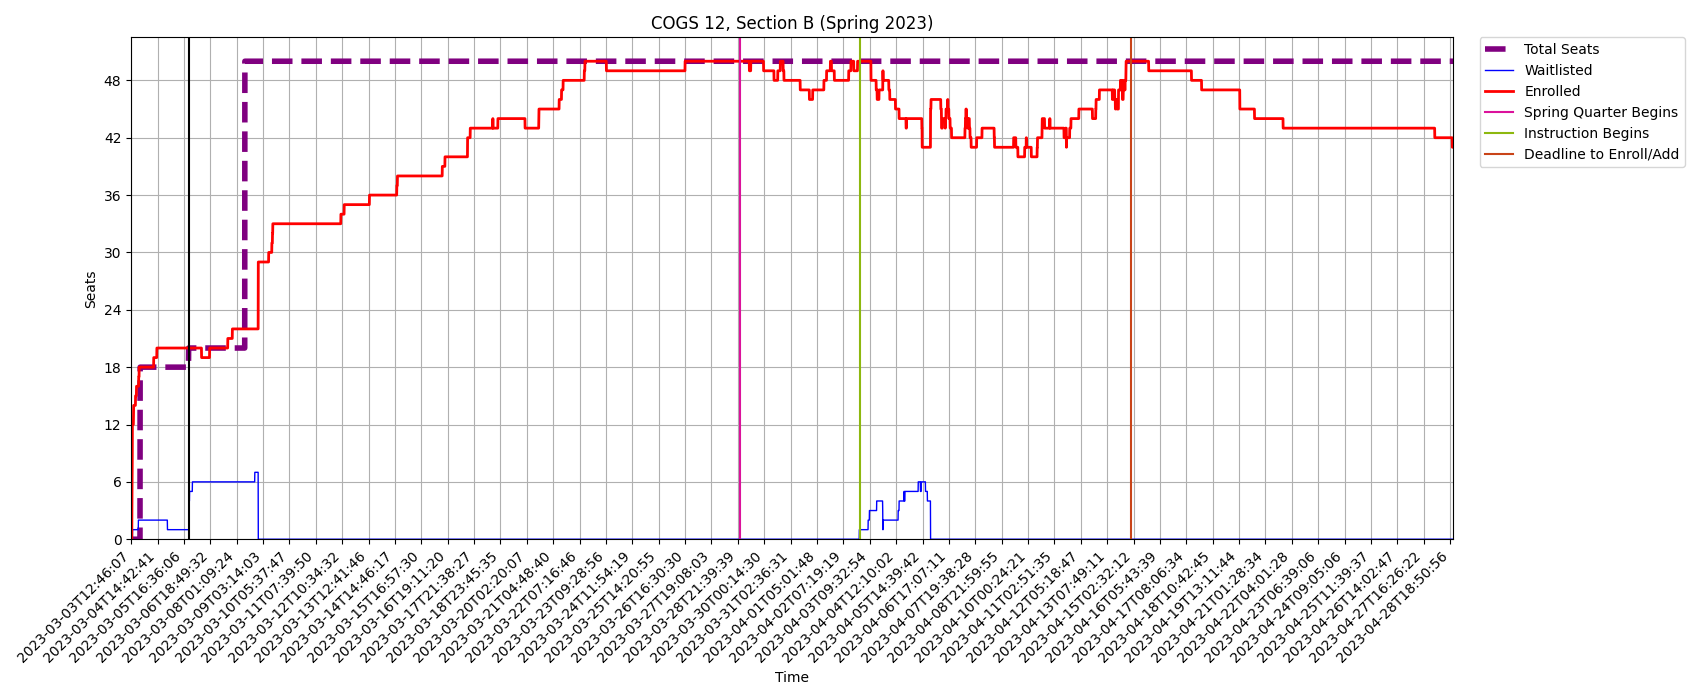 COGS 12, Section B (Spring 2023)
Total Seats
Waitlisted
Enrolled
Spring Quarter Begins
Instruction Begins
Deadline to Enroll/Add
Seats
48
42
36
30
24
18
12
6
0
2023-03-03T12:46:07
2023-03-04T14:42:41
2023-03-05T16:36:06
2023-03-06T18:49:32
2023-03-08T01:09:24
2023-03-09T03:14:03
2023-03-10T05:37:47
2023-03-11T07:39:50
2023-03-12T10:34:32
2023-03-13T12:41:46
2023-03-14T14:46:17
2023-03-15T16:57:30
2023-03-16T19:11:20
2023-03-17T21:38:27
2023-03-18T23:45:35
2023-03-20T02:20:07
2023-03-21T04:48:40
2023-03-22T07:16:46
2023-03-23T09:28:56
2023-03-24T11:54:19
2023-03-25T14:20:55
2023-03-26T16:30:30
2023-03-27T19:08:03
2023-03-28T21:39:39
2023-03-30T00:14:30
2023-03-31T02:36:31
2023-04-01T05:01:48
2023-04-02T07:19:19
2023-04-03T09:32:54
2023-04-04T12:10:02
2023-04-05T14:39:42
2023-04-06T17:07:11
2023-04-07T19:38:28
2023-04-08T21:59:55
2023-04-10T00:24:21
2023-04-11T02:51:35
2023-04-12T05:18:47
2023-04-13T07:49:11
2023-04-15T02:32:12
2023-04-16T05:43:39
2023-04-17T08:06:34
2023-04-18T10:42:45
2023-04-19T13:11:44
2023-04-21T01:28:34
2023-04-22T04:01:28
2023-04-23T06:39:06
2023-04-24T09:05:06
2023-04-25T11:39:37
2023-04-26T14:02:47
2023-04-27T16:26:22
2023-04-28T18:50:56
Time